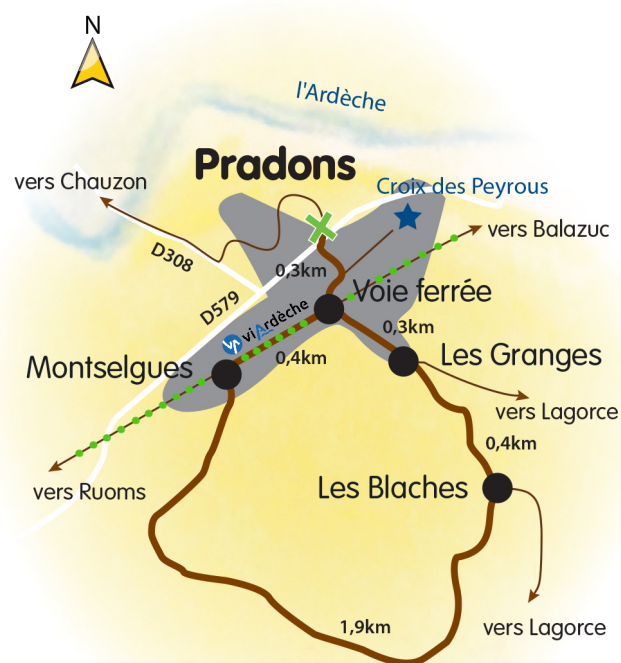 N
l'Ardèche
Pradons
vers Chauzon
Croix des Peyrous
vers Balazuc
D308
0,3km
D579
Voie ferrée
viArdèche
0,3km
0,4km
Montselgues
Les Granges
vers Lagorce
0,4km
vers Ruoms
Les Blaches
1,9km
vers Lagorce